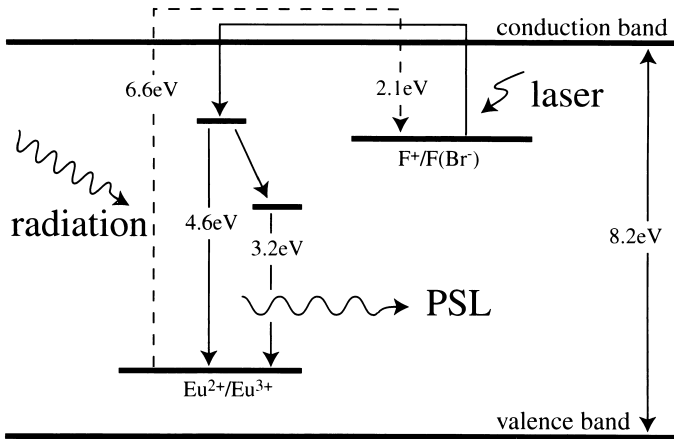 conduction band
6.6eV
2.1eV
laser
F⁺/F(Br⁻)
radiation
4.6eV
3.2eV
8.2eV
PSL
Eu²⁺/Eu³⁺
valence band